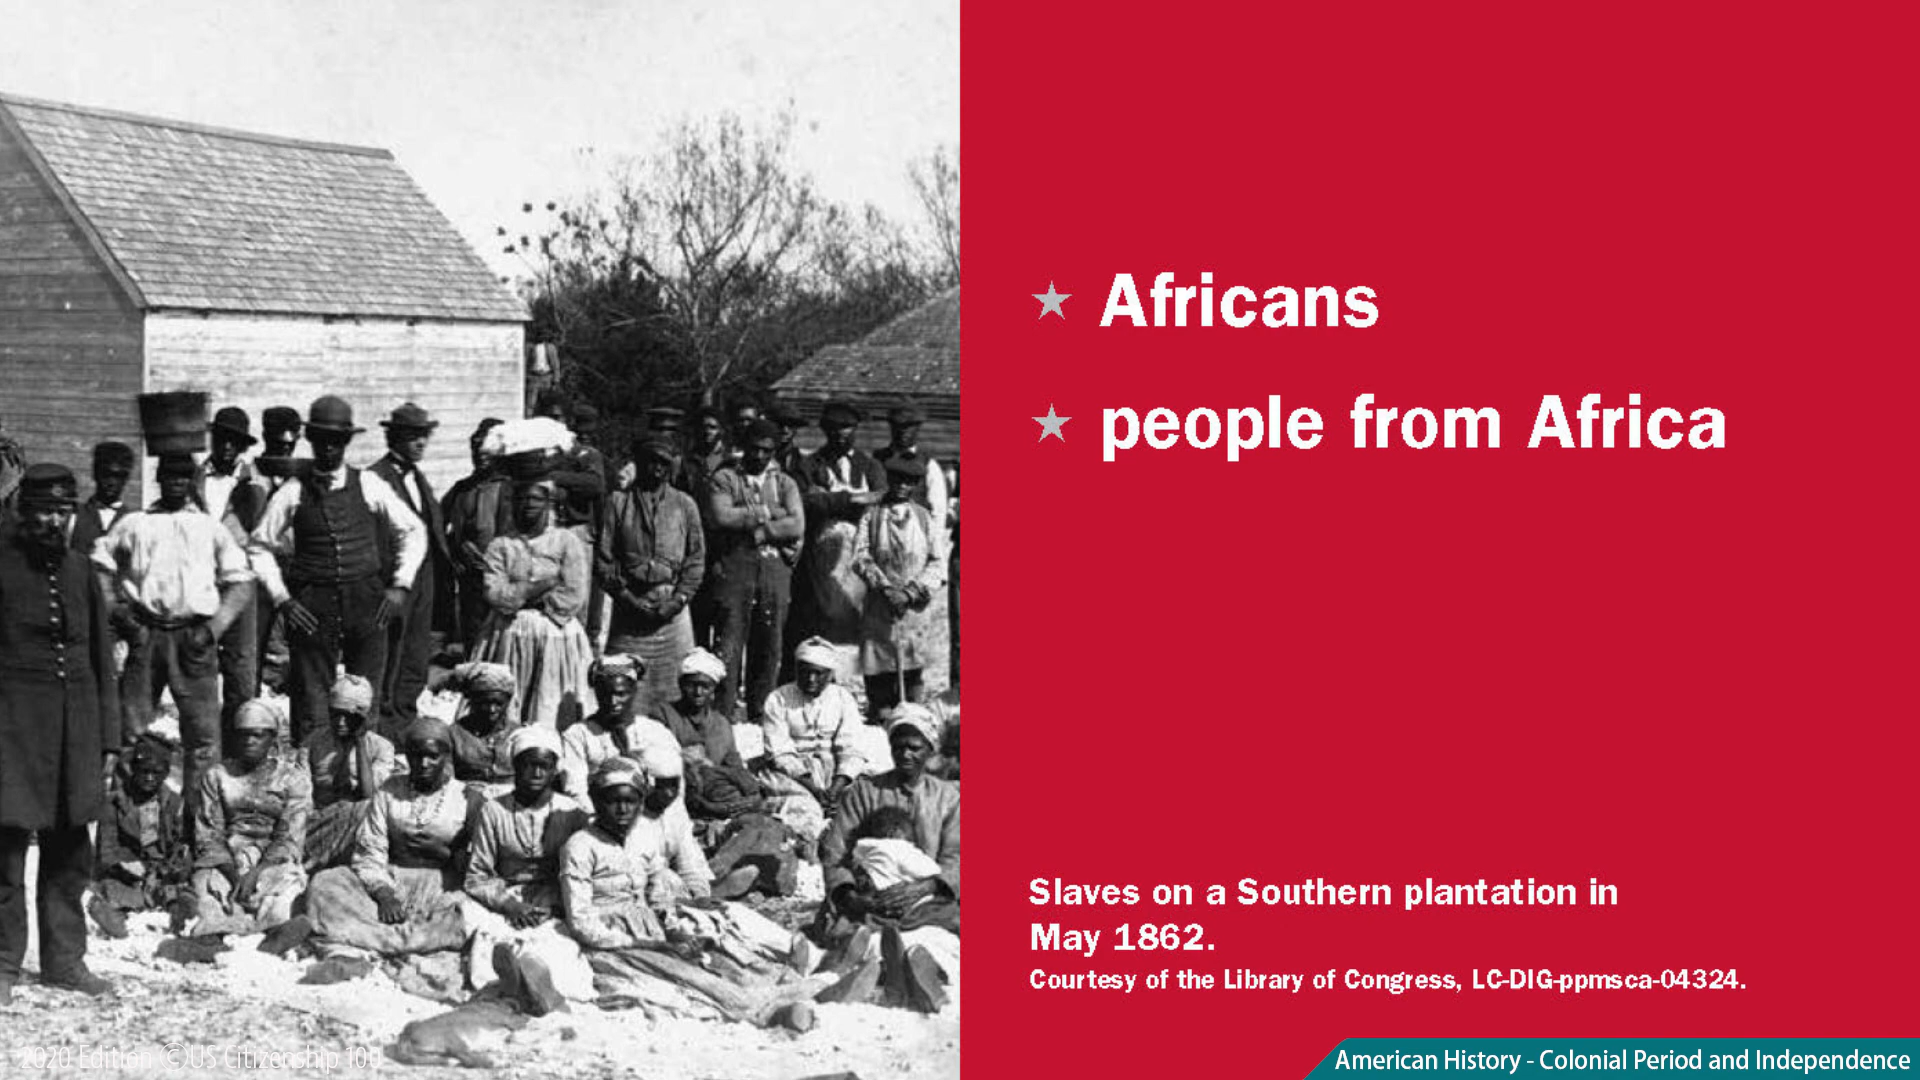 Africans
people from Africa
Slaves on a Southern plantation in
May 1862.
Courtesy of the Library of Congress, LC-DIG-ppmsca-04324.
2020 Edition ©US Citizenship 100
American History - Colonial Period and Independence